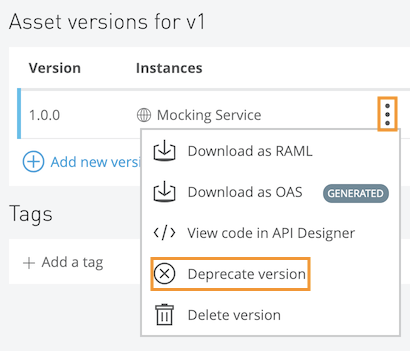 Asset versions for v1
Version Instances
1.0.0 Mocking Service
Add new versi
Download as RAML
Download as OAS GENERATED
View code in API Designer
Deprecate version
Delete version
Tags
Add a tag